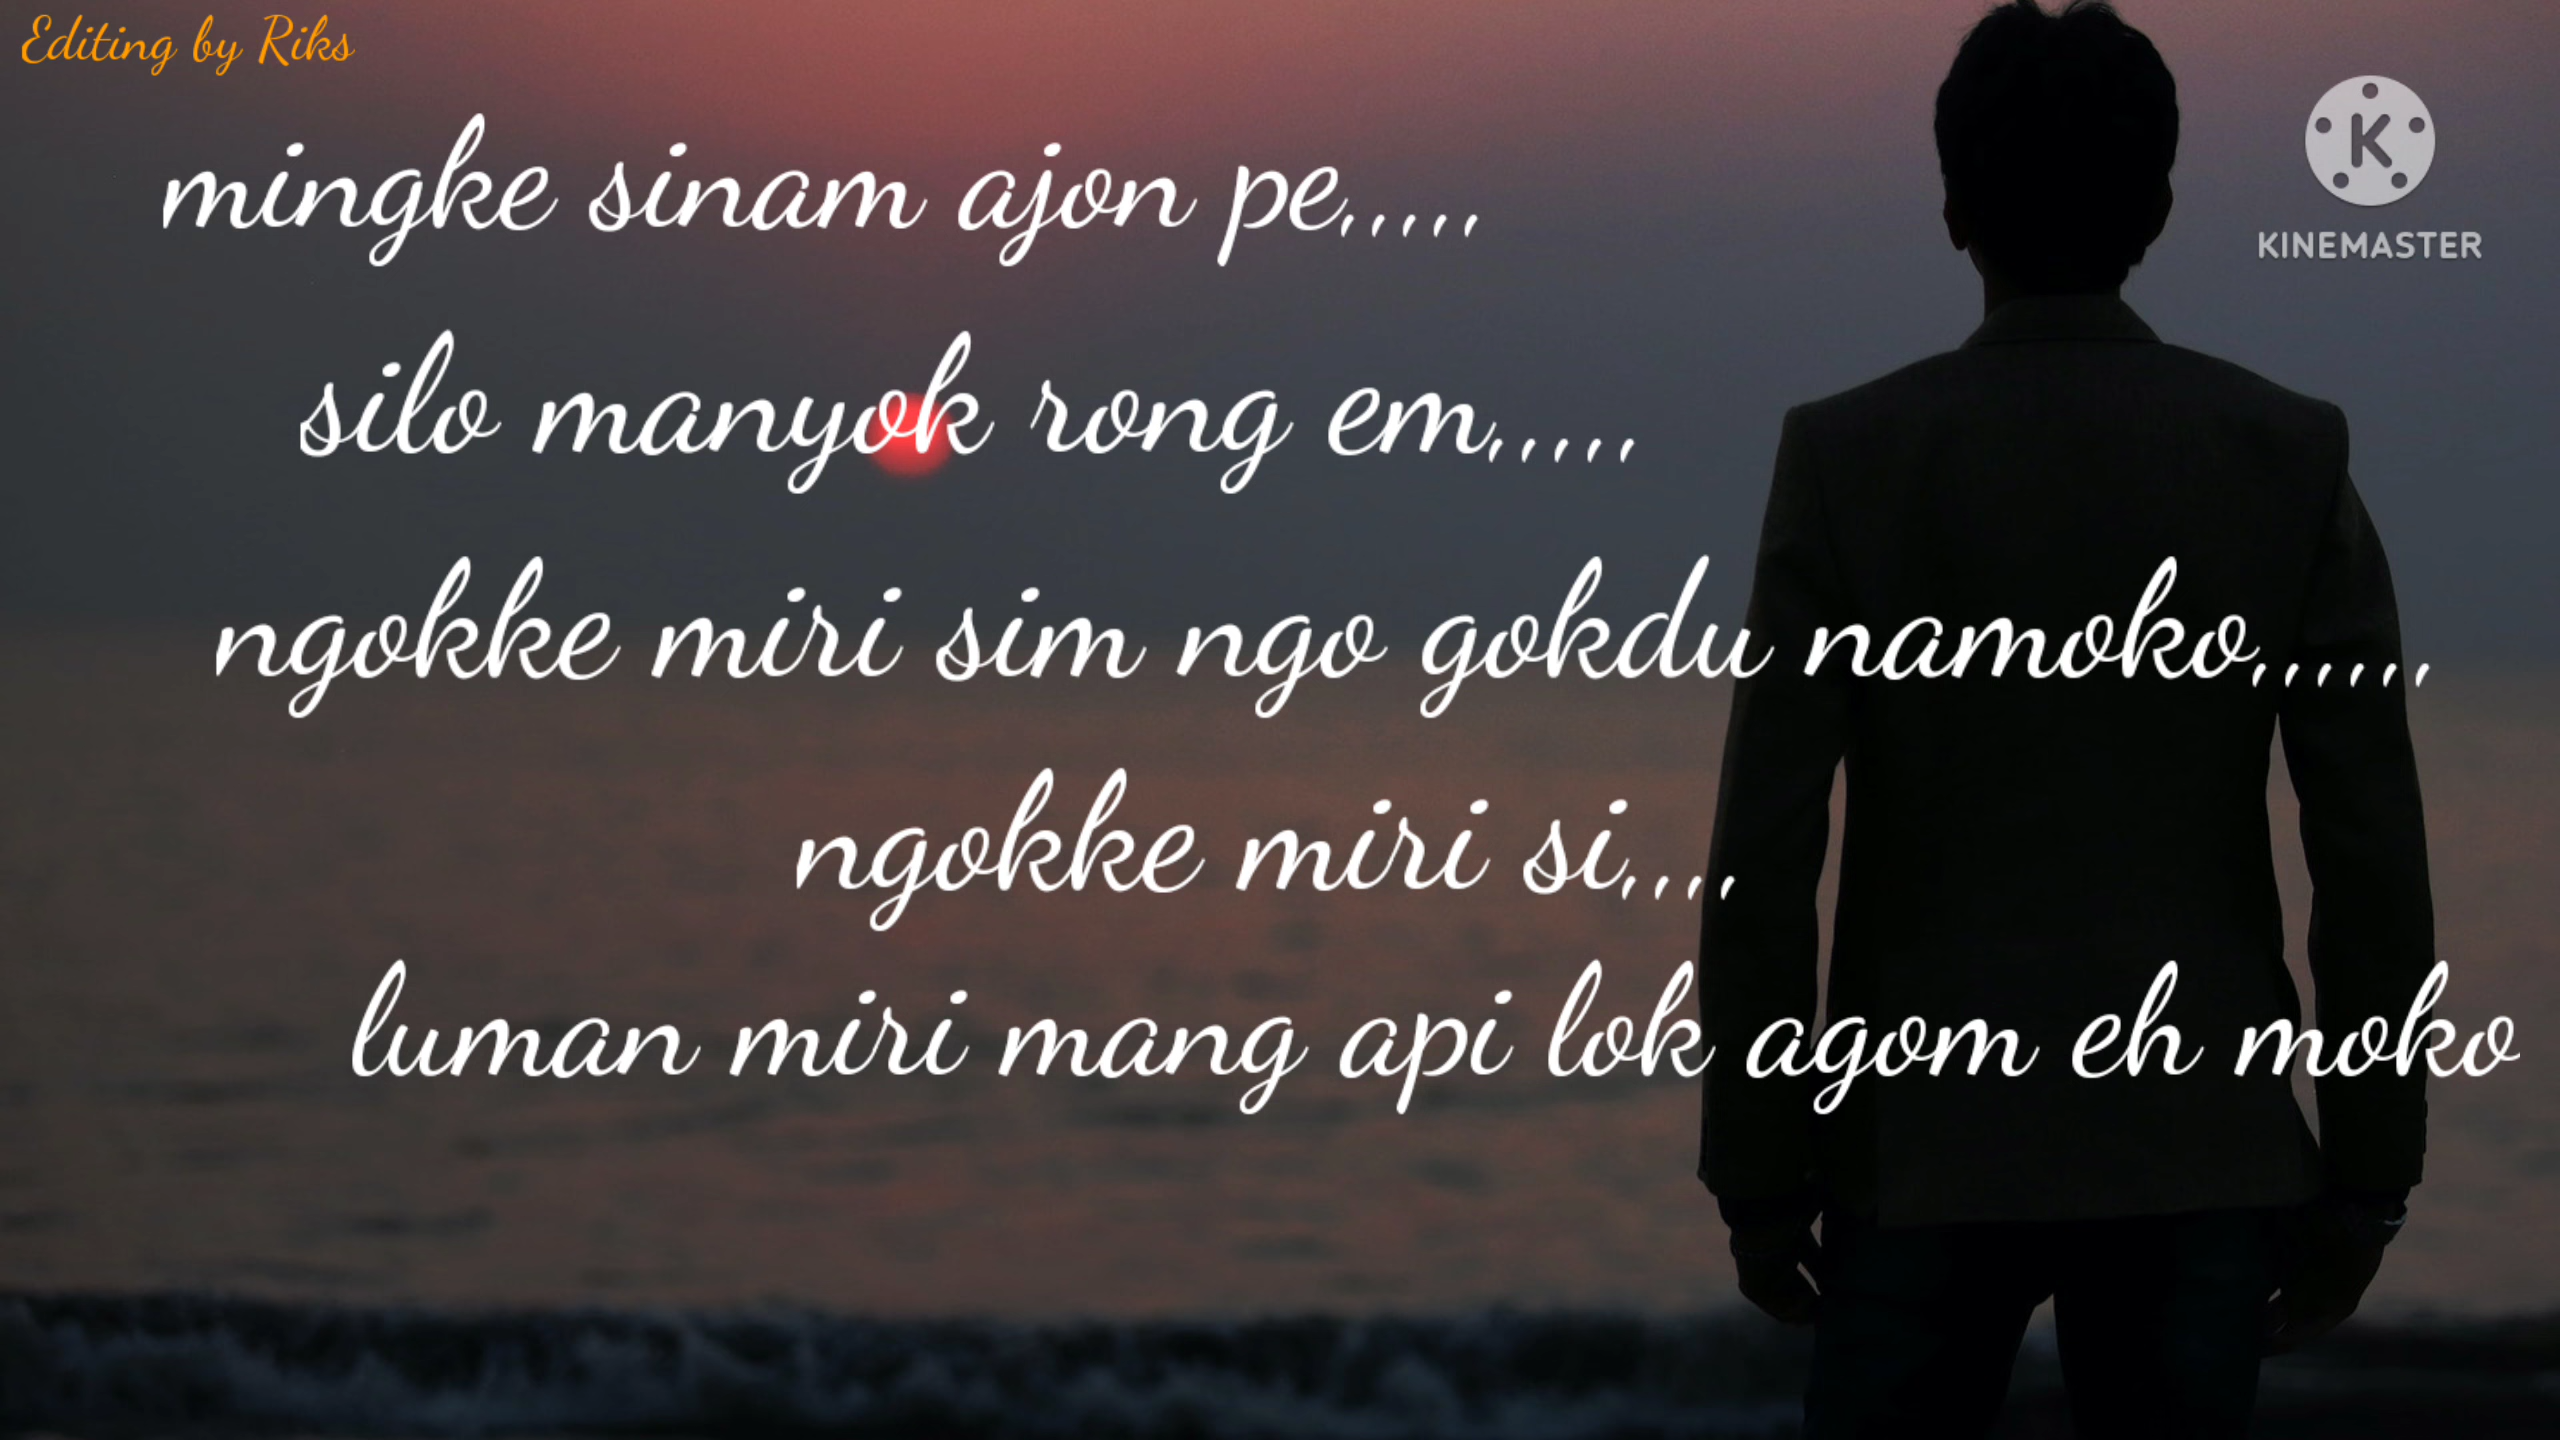 Editing by Riks
mingke sinam ajon pe,,,,,
KINEMASTER
silo manyok rong em,,,,,
ngokke miri sim ngo gokdu namoko,,,,,,
ngokke miri si,,,,
luman miri mang api lok agom eh moko